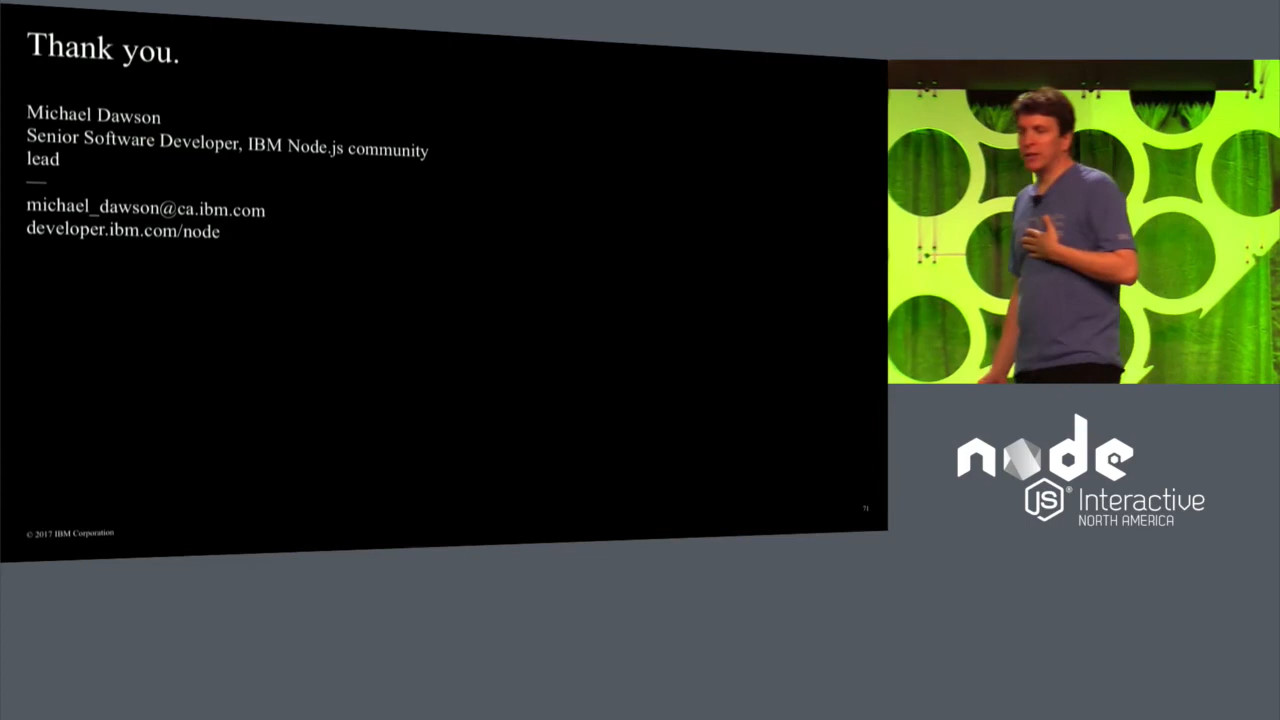 Thank you.
Michael Dawson
Senior Software Developer, IBM Node.js community
lead
—
michael_dawson@ca.ibm.com
developer.ibm.com/node
71
© 2017 IBM Corporation
node
JS® Interactive
NORTH AMERICA